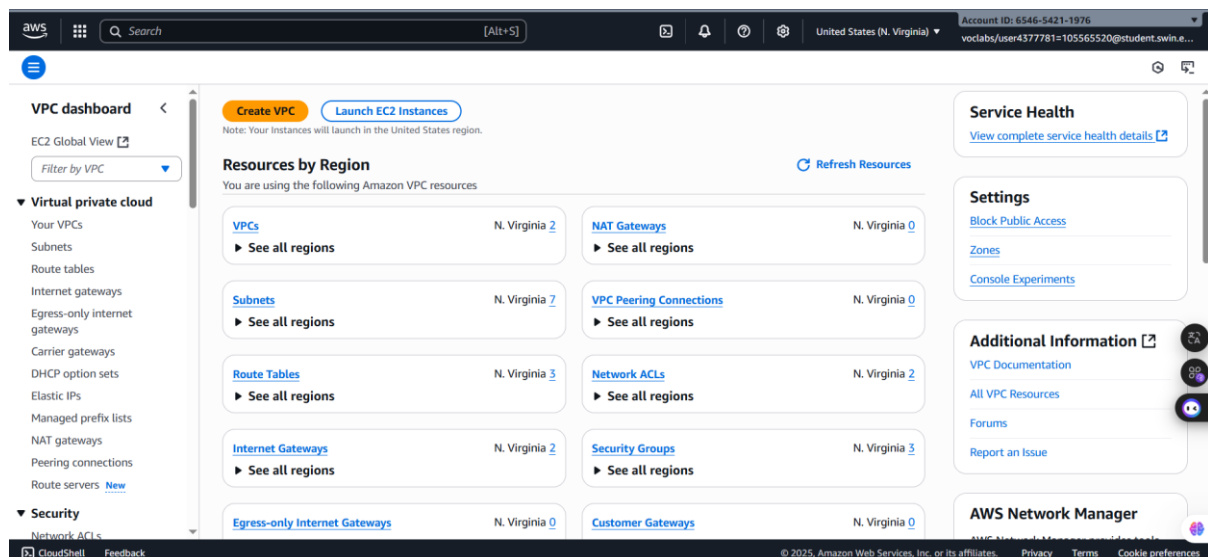 aws
Search [Alt+S]
United States (N. Virginia)
Account ID: 6546-5421-1976
voclabs/user4377781=105565520@student.swin.e...
VPC dashboard
EC2 Global View
Filter by VPC
Virtual private cloud
Your VPCs
Subnets
Route tables
Internet gateways
Egress-only internet
gateways
Carrier gateways
DHCP option sets
Elastic IPs
Managed prefix lists
NAT gateways
Peering connections
Route servers New
Security
Network ACLs
Create VPC
Launch EC2 Instances
Note: Your Instances will launch in the United States region.
Resources by Region
Refresh Resources
You are using the following Amazon VPC resources
VPCs N. Virginia 2
See all regions
NAT Gateways N. Virginia 0
See all regions
Subnets N. Virginia 7
See all regions
VPC Peering Connections N. Virginia 0
See all regions
Route Tables N. Virginia 3
See all regions
Network ACLs N. Virginia 2
See all regions
Internet Gateways N. Virginia 2
See all regions
Security Groups N. Virginia 3
See all regions
Egress-only Internet Gateways N. Virginia 0
Customer Gateways N. Virginia 0
Service Health
View complete service health details
Settings
Block Public Access
Zones
Console Experiments
Additional Information
VPC Documentation
All VPC Resources
Forums
Report an Issue
AWS Network Manager
AWS Network Manager provides tools
CloudShell Feedback
© 2025, Amazon Web Services, Inc. or its affiliates. Privacy Terms Cookie preferences